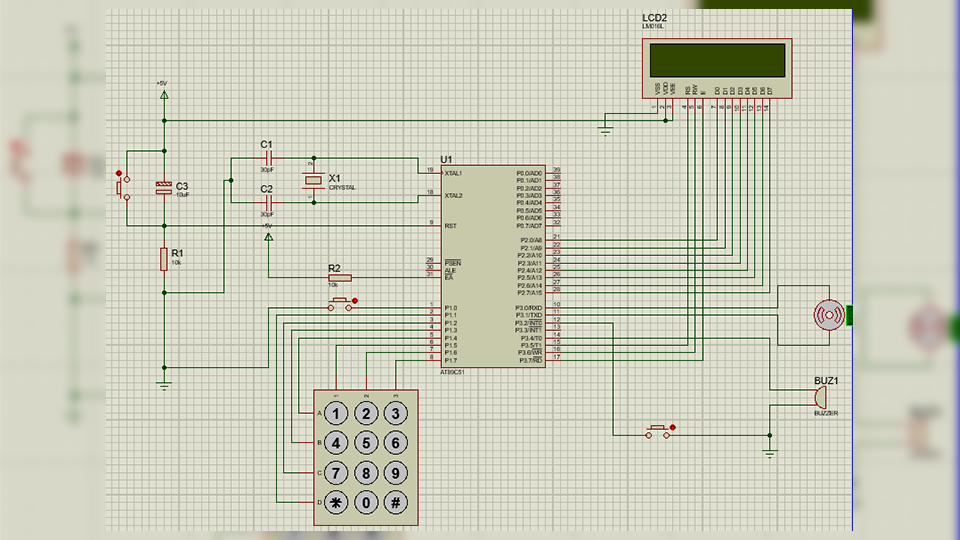 LCD2
LM016L
VSS
VDD
VEE
RS
RW
E
D0
D1
D2
D3
D4
D5
D6
D7
1
2
3
4
5
6
7
8
9
10
11
12
13
14
+5V
C1
30pF
C2
30pF
X1
CRYSTAL
C3
10uF
R1
10k
+5V
R2
10k
U1
19 XTAL1
18 XTAL2
9 RST
29 PSEN
30 ALE
31 EA
1 P1.0
2 P1.1
3 P1.2
4 P1.3
5 P1.4
6 P1.5
7 P1.6
8 P1.7
P0.0/AD0 39
P0.1/AD1 38
P0.2/AD2 37
P0.3/AD3 36
P0.4/AD4 35
P0.5/AD5 34
P0.6/AD6 33
P0.7/AD7 32
P2.0/A8 21
P2.1/A9 22
P2.2/A10 23
P2.3/A11 24
P2.4/A12 25
P2.5/A13 26
P2.6/A14 27
P2.7/A15 28
P3.0/RXD 10
P3.1/TXD 11
P3.2/INT0 12
P3.3/INT1 13
P3.4/T0 14
P3.5/T1 15
P3.6/WR 16
P3.7/RD 17
AT89C51
BUZ1
BUZZER
1 2 3
A 1 2 3
B 4 5 6
C 7 8 9
D * 0 #